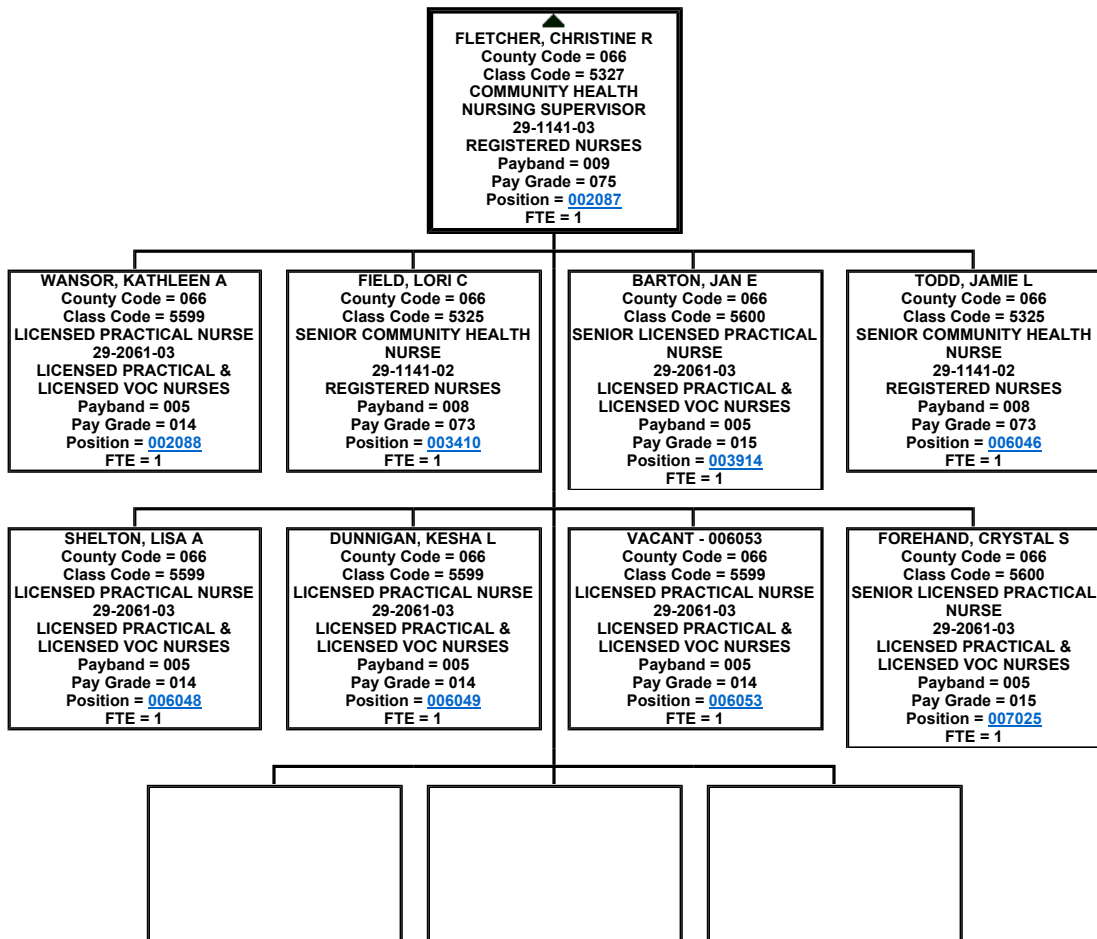 FLETCHER, CHRISTINE R
County Code = 066
Class Code = 5327
COMMUNITY HEALTH
NURSING SUPERVISOR
29-1141-03
REGISTERED NURSES
Payband = 009
Pay Grade = 075
Position = 002087
FTE = 1
WANSOR, KATHLEEN A
County Code = 066
Class Code = 5599
LICENSED PRACTICAL NURSE
29-2061-03
LICENSED PRACTICAL &
LICENSED VOC NURSES
Payband = 005
Pay Grade = 014
Position = 002088
FTE = 1
FIELD, LORI C
County Code = 066
Class Code = 5325
SENIOR COMMUNITY HEALTH
NURSE
29-1141-02
REGISTERED NURSES
Payband = 008
Pay Grade = 073
Position = 003410
FTE = 1
BARTON, JAN E
County Code = 066
Class Code = 5600
SENIOR LICENSED PRACTICAL
NURSE
29-2061-03
LICENSED PRACTICAL &
LICENSED VOC NURSES
Payband = 005
Pay Grade = 015
Position = 003914
FTE = 1
TODD, JAMIE L
County Code = 066
Class Code = 5325
SENIOR COMMUNITY HEALTH
NURSE
29-1141-02
REGISTERED NURSES
Payband = 008
Pay Grade = 073
Position = 006046
FTE = 1
SHELTON, LISA A
County Code = 066
Class Code = 5599
LICENSED PRACTICAL NURSE
29-2061-03
LICENSED PRACTICAL &
LICENSED VOC NURSES
Payband = 005
Pay Grade = 014
Position = 006048
FTE = 1
DUNNIGAN, KESHA L
County Code = 066
Class Code = 5599
LICENSED PRACTICAL NURSE
29-2061-03
LICENSED PRACTICAL &
LICENSED VOC NURSES
Payband = 005
Pay Grade = 014
Position = 006049
FTE = 1
VACANT - 006053
County Code = 066
Class Code = 5599
LICENSED PRACTICAL NURSE
29-2061-03
LICENSED PRACTICAL &
LICENSED VOC NURSES
Payband = 005
Pay Grade = 014
Position = 006053
FTE = 1
FOREHAND, CRYSTAL S
County Code = 066
Class Code = 5600
SENIOR LICENSED PRACTICAL
NURSE
29-2061-03
LICENSED PRACTICAL &
LICENSED VOC NURSES
Payband = 005
Pay Grade = 015
Position = 007025
FTE = 1